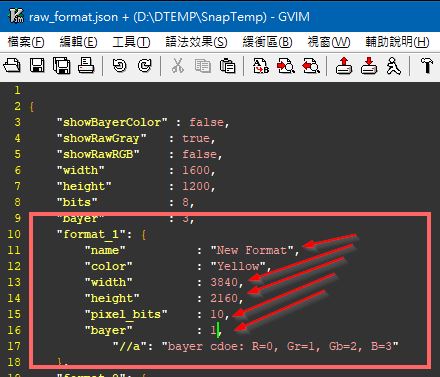 raw_format.json + (D:\DTEMP\SnapTemp) - GVIM
檔案(F) 編輯(E) 工具(T) 語法效果(S) 緩衝區(B) 視窗(W) 輔助說明(H)
1
2 {
3 "showBayerColor" : false,
4 "showRawGray" : true,
5 "showRawRGB" : false,
6 "width" : 1600,
7 "height" : 1200,
8 "bits" : 8,
9 "bayer" : 3,
10 "format_1": {
11 "name" : "New Format",
12 "color" : "Yellow",
13 "width" : 3840,
14 "height" : 2160,
15 "pixel_bits" : 10,
16 "bayer" : 1,
17 "//a": "bayer cdoe: R=0, Gr=1, Gb=2, B=3"
18 },